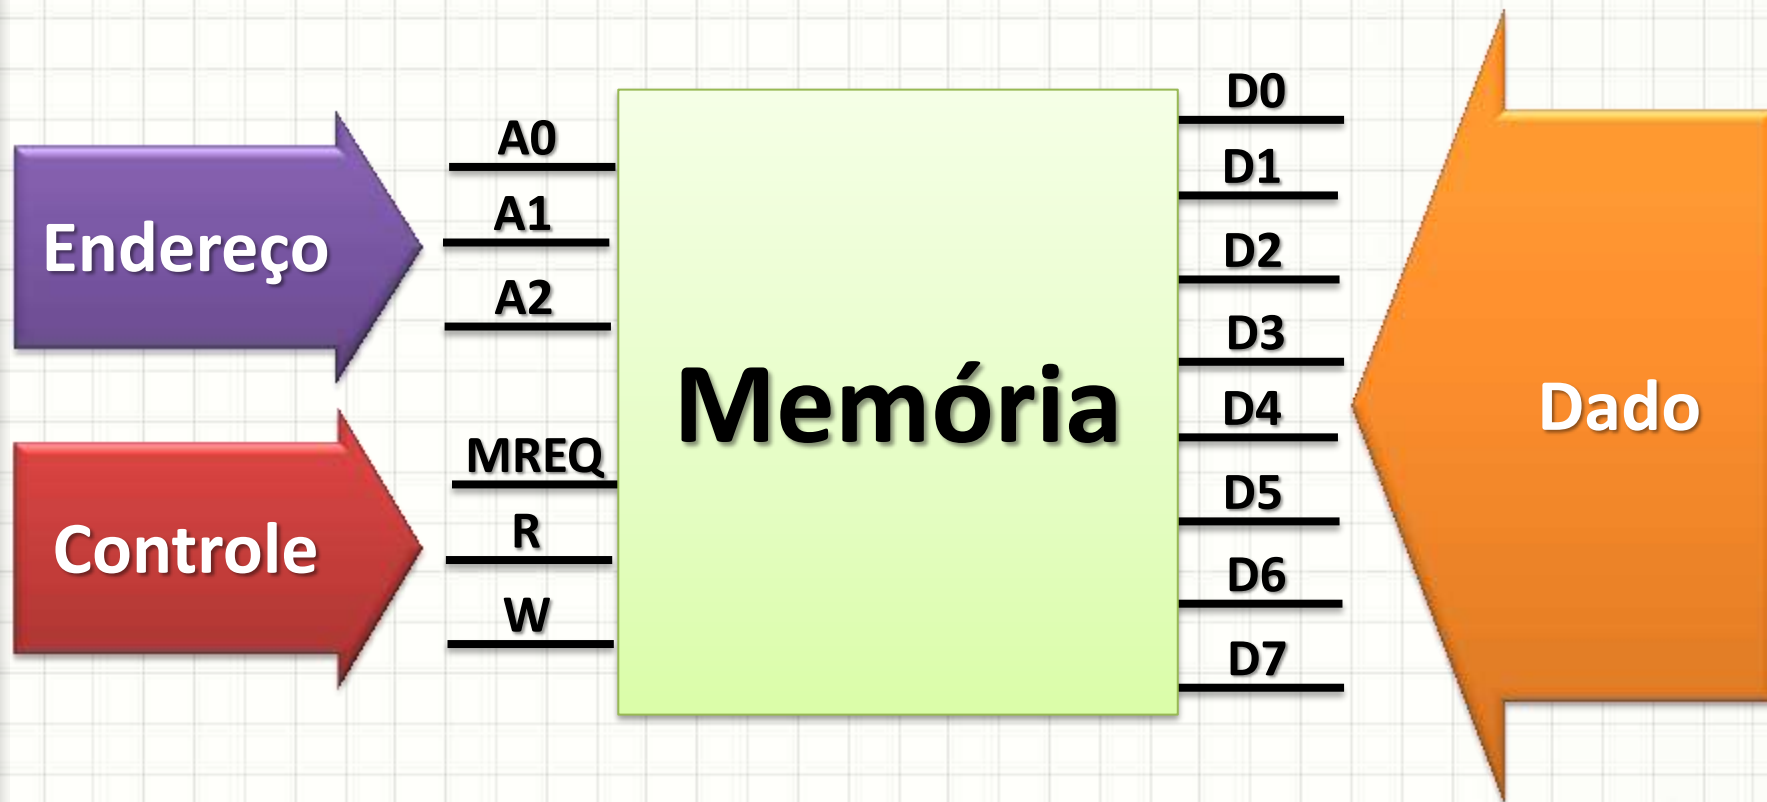 Endereço
Controle
A0
A1
A2
MREQ
R
W
Memória
D0
D1
D2
D3
D4
D5
D6
D7
Dado